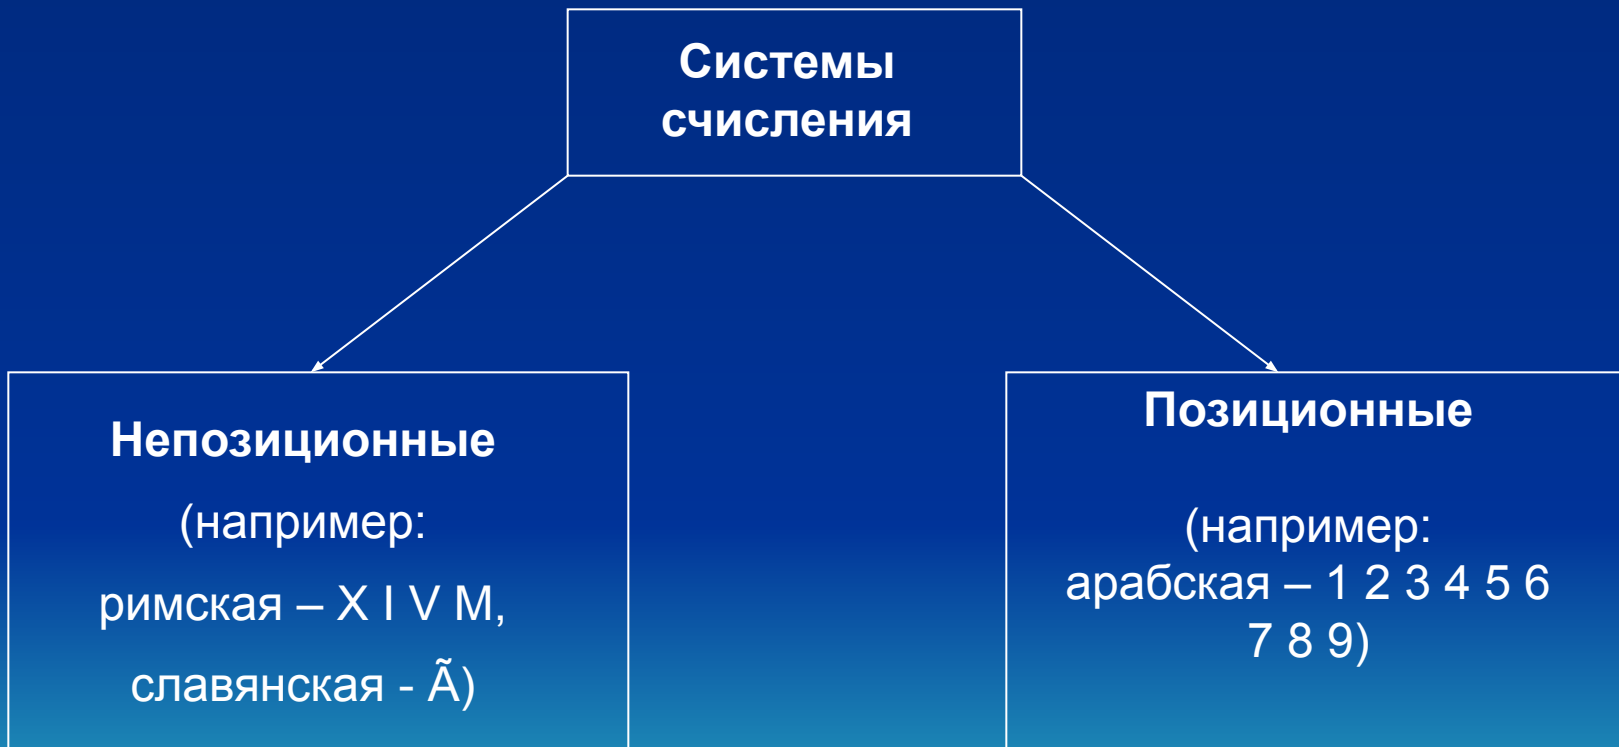 Системы
счисления
Непозиционные
(например:
римская – X I V M,
славянская - Ã)
Позиционные
(например:
арабская – 1 2 3 4 5 6
7 8 9)